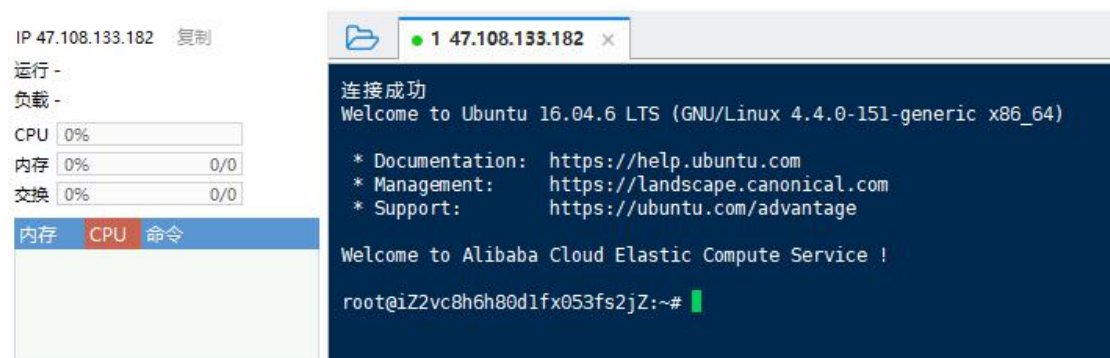 IP 47.108.133.182 复制
运行 -
负载 -
CPU 0%
内存 0% 0/0
交换 0% 0/0
内存 CPU 命令
1 47.108.133.182 ×
连接成功
Welcome to Ubuntu 16.04.6 LTS (GNU/Linux 4.4.0-151-generic x86_64)
* Documentation: https://help.ubuntu.com
* Management: https://landscape.canonical.com
* Support: https://ubuntu.com/advantage
Welcome to Alibaba Cloud Elastic Compute Service !
root@iZ2vc8h6h80d1fx053fs2jZ:~#